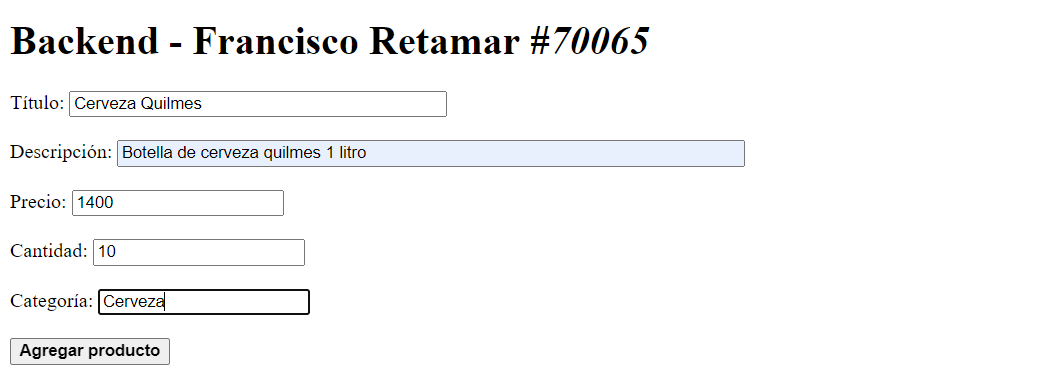 Backend - Francisco Retamar #70065
Título: Cerveza Quilmes
Descripción: Botella de cerveza quilmes 1 litro
Precio: 1400
Cantidad: 10
Categoría: Cerveza
Agregar producto